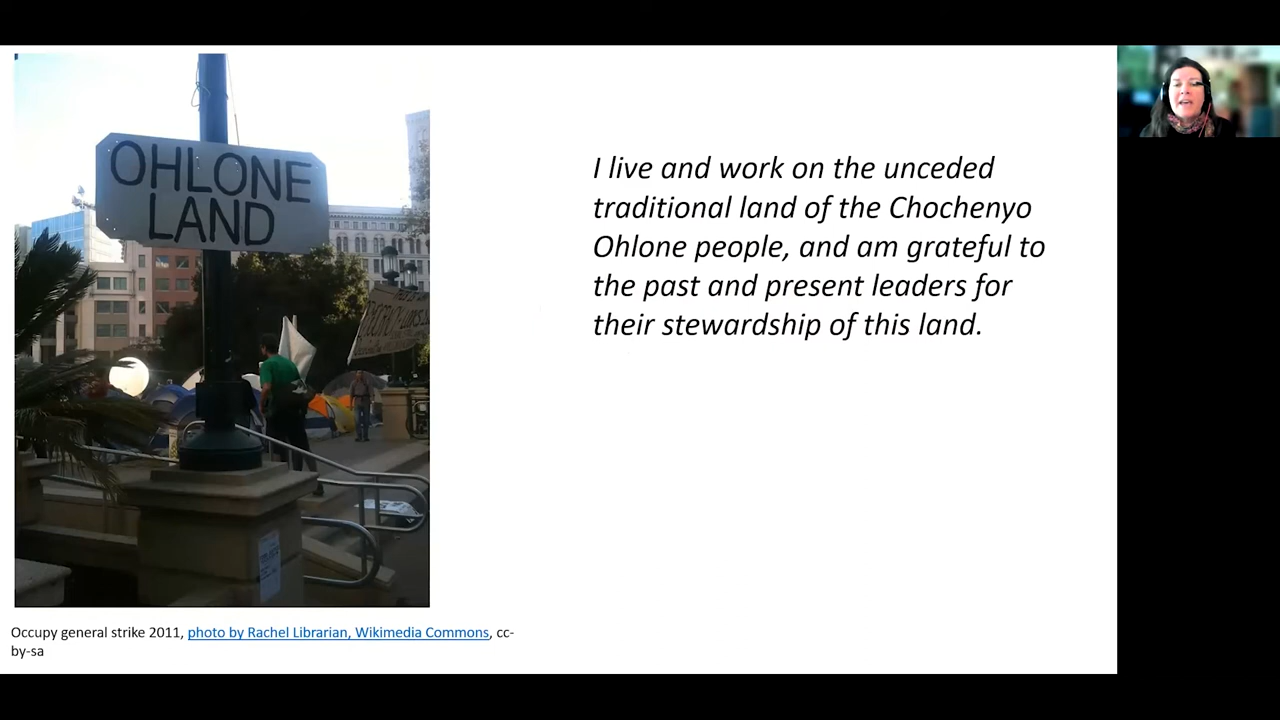 OHLONE
LAND
I live and work on the unceded
traditional land of the Chochenyo
Ohlone people, and am grateful to
the past and present leaders for
their stewardship of this land.
Occupy general strike 2011, photo by Rachel Librarian, Wikimedia Commons, cc-
by-sa